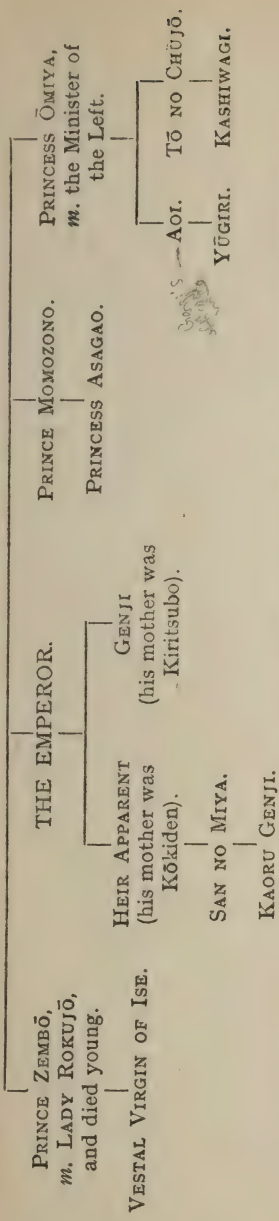 PRINCE ZEMBŌ,
m. LADY ROKUJŌ,
and died young.
VESTAL VIRGIN OF ISE.
THE EMPEROR.
HEIR APPARENT
(his mother was
Kōkiden).
SAN NO MIYA.
KAORU GENJI.
GENJI
(his mother was
Kiritsubo).
PRINCE MOMOZONO.
PRINCESS ASAGAO.
PRINCESS ŌMIYA,
m. the Minister of
the Left.
AOI.
YŪGIRI.
TŌ NO CHŪJŌ.
KASHIWAGI.